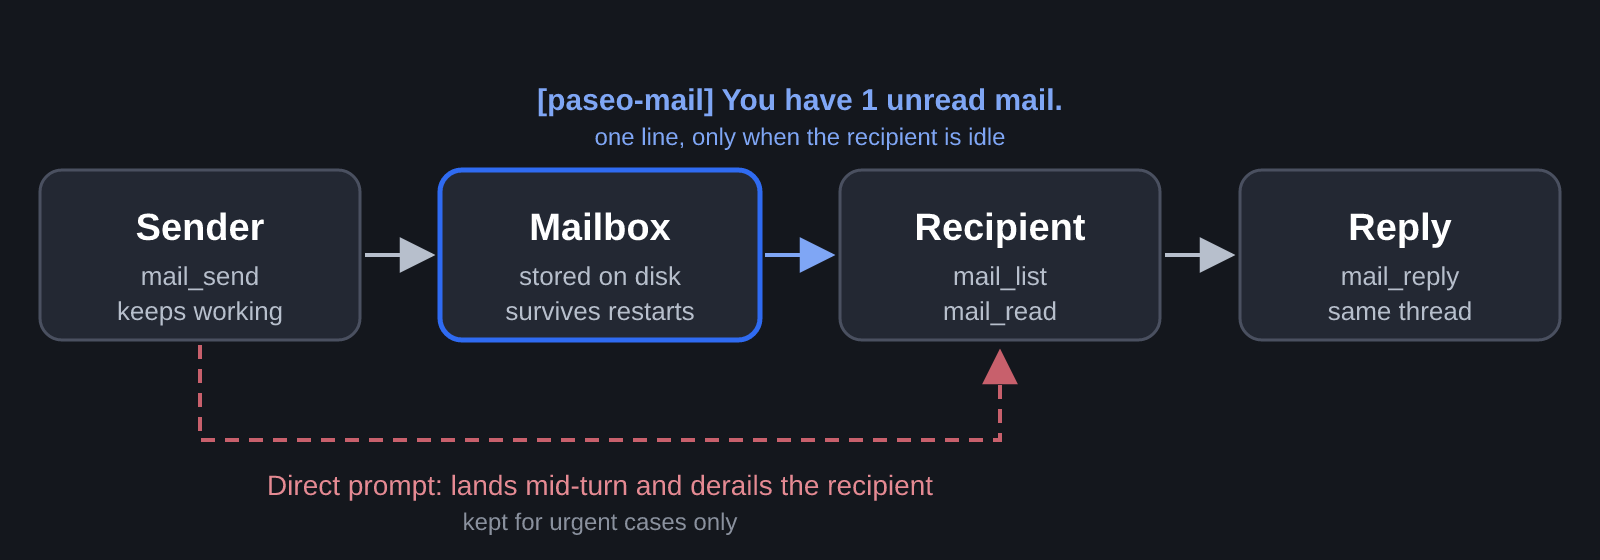 [paseo-mail] You have 1 unread mail.
one line, only when the recipient is idle
Sender
mail_send
keeps working
Mailbox
stored on disk
survives restarts
Recipient
mail_list
mail_read
Reply
mail_reply
same thread
Direct prompt: lands mid-turn and derails the recipient
kept for urgent cases only